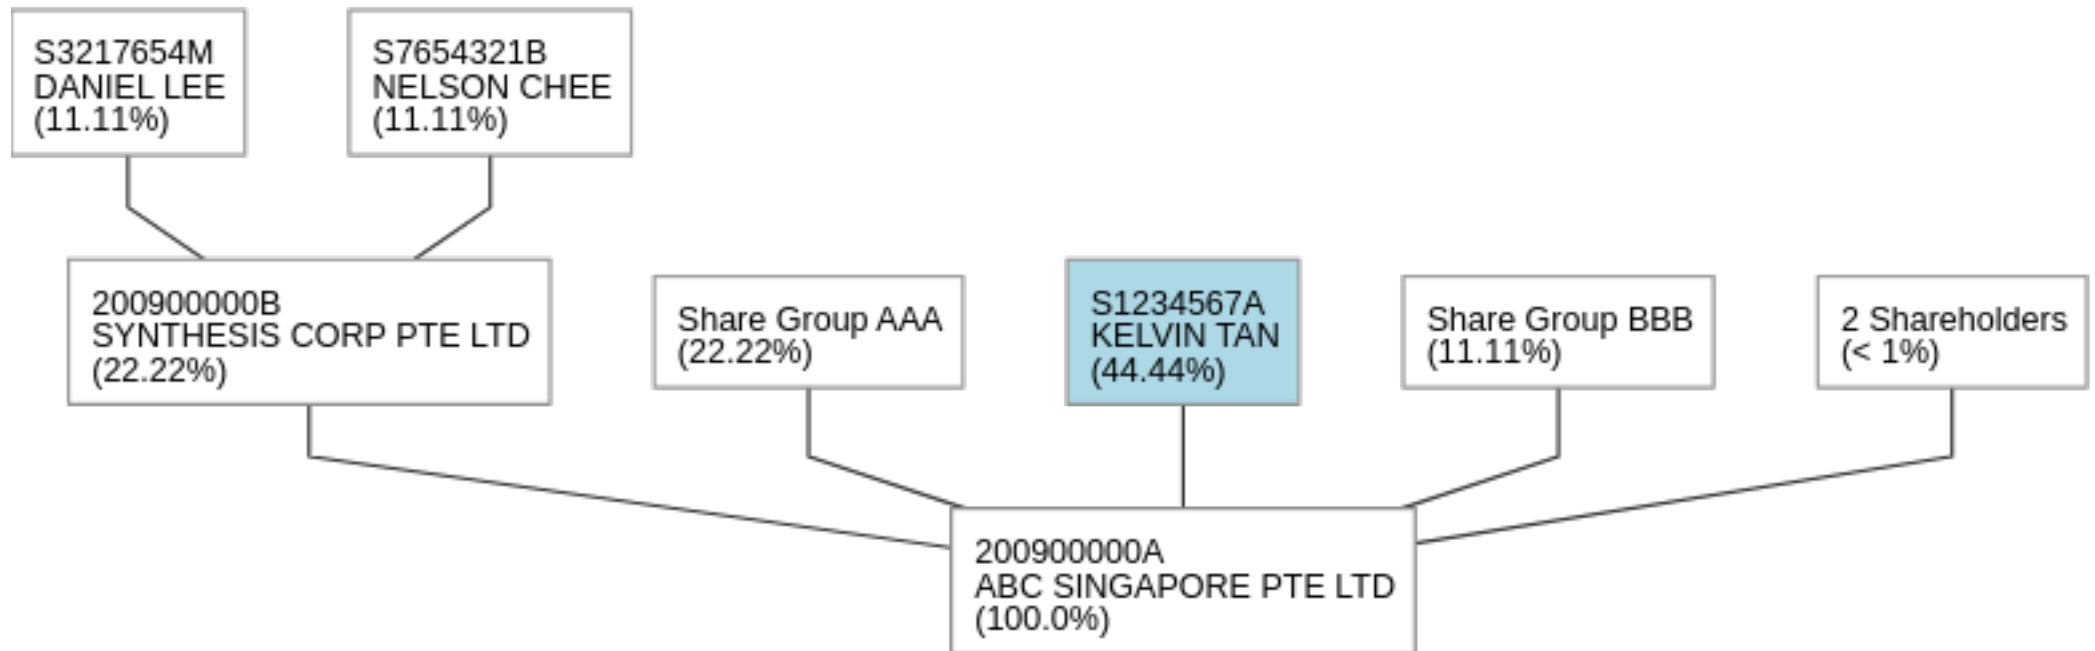 S3217654M
DANIEL LEE
(11.11%)
S7654321B
NELSON CHEE
(11.11%)
200900000B
SYNTHESIS CORP PTE LTD
(22.22%)
Share Group AAA
(22.22%)
S1234567A
KELVIN TAN
(44.44%)
Share Group BBB
(11.11%)
2 Shareholders
(< 1%)
200900000A
ABC SINGAPORE PTE LTD
(100.0%)